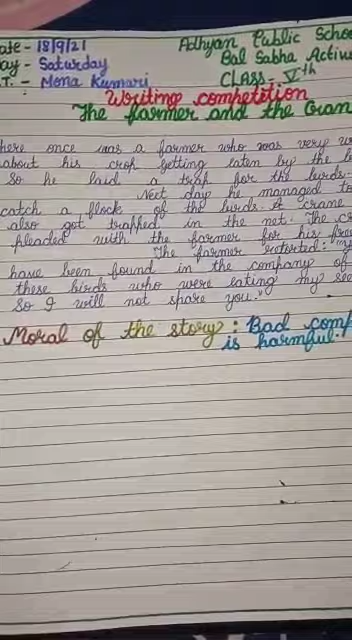 ate - 18/9/21 Adhyan Public Schoo
ay - Saturday Bal Sabha Activi
.T. - Mona Kumari CLASS - Vth
Writing competition
The farmer and the Cran
here once was a farmer who was very w
about his crop getting eaten by the b
So he laid a trap for the birds.
Next day he managed to
catch a flock of the birds. A crane
also got trapped in the net. The c
pleaded with the farmer for his free
The farmer retorted: "my
have been found in the company of
these birds who were eating my see
So I will not spare you."
Moral of the story: Bad comp
is harmful.